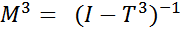 M³ = (I − T³)⁻¹